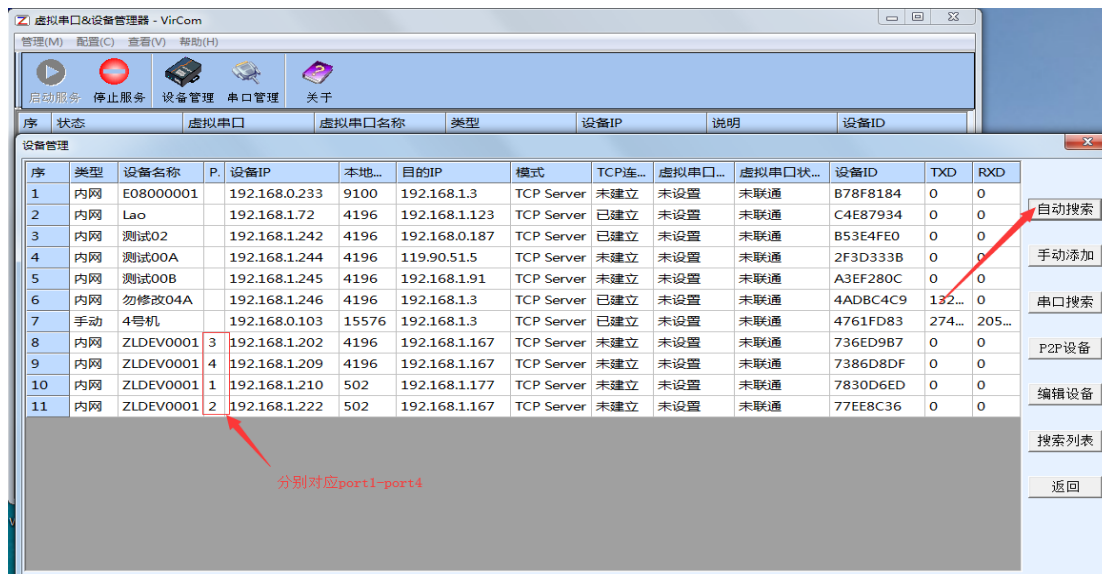 虚拟串口&设备管理器 - VirCom
管理(M) 配置(C) 查看(V) 帮助(H)
启动服务 停止服务 设备管理 串口管理 关于
序 状态 虚拟串口 虚拟串口名称 类型 设备IP 说明 设备ID
设备管理
序 类型 设备名称 P. 设备IP 本地... 目的IP 模式 TCP连... 虚拟串口... 虚拟串口状... 设备ID TXD RXD
1 内网 E08000001 192.168.0.233 9100 192.168.1.3 TCP Server 未建立 未设置 未联通 B78F8184 0 0
2 内网 Lao 192.168.1.72 4196 192.168.1.123 TCP Server 已建立 未设置 未联通 C4E87934 0 0
3 内网 测试02 192.168.1.242 4196 192.168.0.187 TCP Server 已建立 未设置 未联通 B53E4FE0 0 0
4 内网 测试00A 192.168.1.244 4196 119.90.51.5 TCP Server 未建立 未设置 未联通 2F3D333B 0 0
5 内网 测试00B 192.168.1.245 4196 192.168.1.91 TCP Server 未建立 未设置 未联通 A3EF280C 0 0
6 内网 勿修改04A 192.168.1.246 4196 192.168.1.3 TCP Server 已建立 未设置 未联通 4ADBC4C9 132... 0
7 手动 4号机 192.168.0.103 15576 192.168.1.3 TCP Server 已建立 未设置 未联通 4761FD83 274... 205...
8 内网 ZLDEV0001 3 192.168.1.202 4196 192.168.1.167 TCP Server 未建立 未设置 未联通 736ED9B7 0 0
9 内网 ZLDEV0001 4 192.168.1.209 4196 192.168.1.167 TCP Server 未建立 未设置 未联通 7386D8DF 0 0
10 内网 ZLDEV0001 1 192.168.1.210 502 192.168.1.177 TCP Server 未建立 未设置 未联通 7830D6ED 0 0
11 内网 ZLDEV0001 2 192.168.1.222 502 192.168.1.167 TCP Server 未建立 未设置 未联通 77EE8C36 0 0
自动搜索
手动添加
串口搜索
P2P设备
编辑设备
搜索列表
返回
分别对应port1-port4